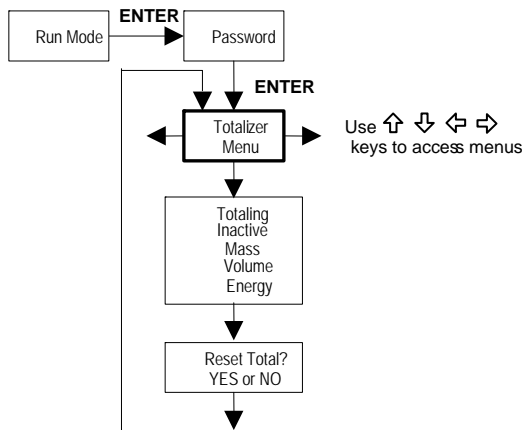 ENTER
Run Mode
Password
ENTER
Totalizer
Menu
Use ⇧ ⇩ ⇦ ⇨
keys to access menus
Totaling
Inactive
Mass
Volume
Energy
Reset Total?
YES or NO